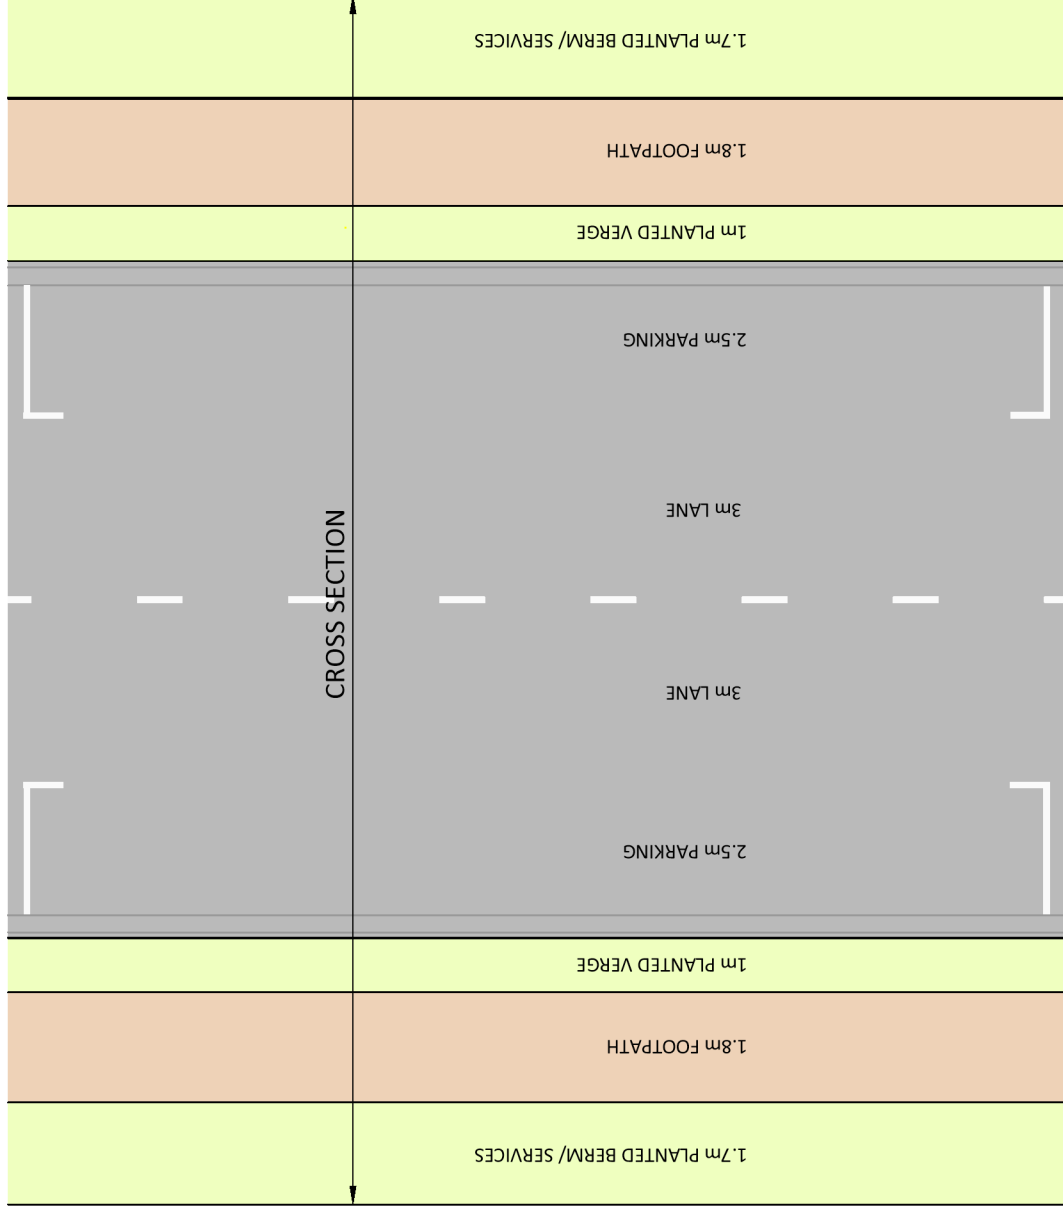 1.7m PLANTED BERM/ SERVICES
1.8m FOOTPATH
1m PLANTED VERGE
2.5m PARKING
3m LANE
CROSS SECTION
3m LANE
2.5m PARKING
1m PLANTED VERGE
1.8m FOOTPATH
1.7m PLANTED BERM/ SERVICES